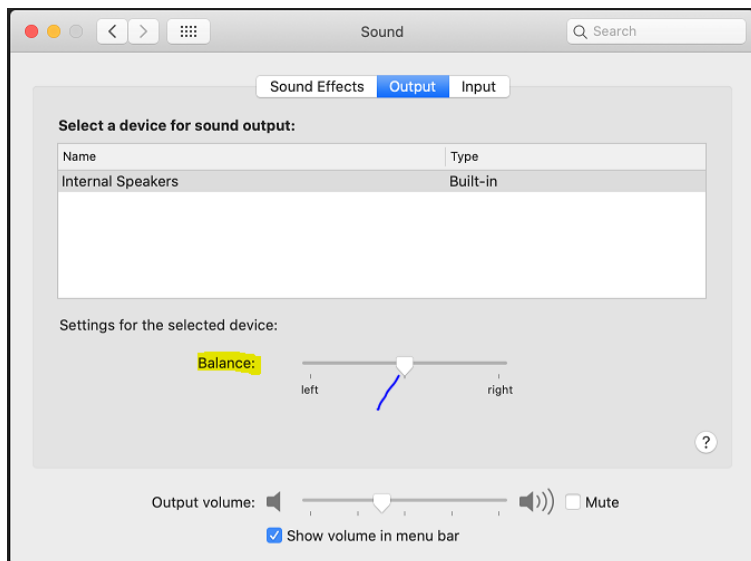 Sound
Search
Sound Effects Output Input
Select a device for sound output:
Name Type
Internal Speakers Built-in
Settings for the selected device:
Balance:
left right
?
Output volume: Mute
Show volume in menu bar